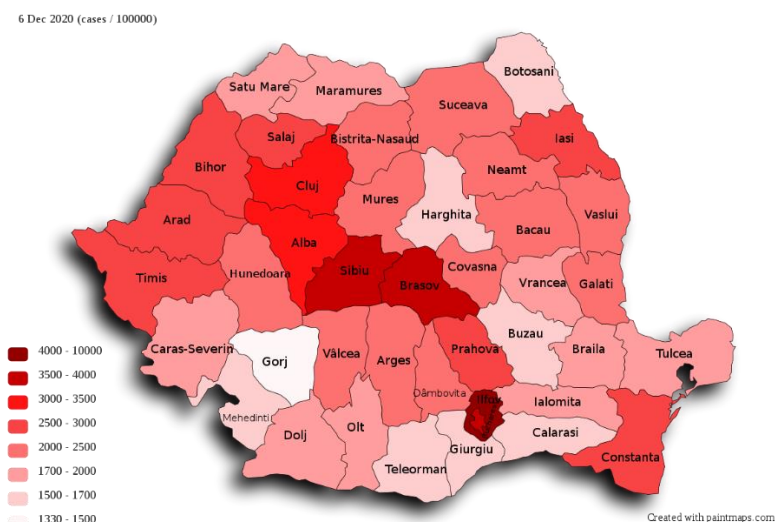 6 Dec 2020 (cases / 100000)
Botosani
Satu Mare
Maramures
Suceava
Salaj
Bistrita-Nasaud
Iasi
Bihor
Cluj
Neamt
Mures
Harghita
Vaslui
Arad
Bacau
Alba
Timis
Hunedoara
Sibiu
Brasov
Covasna
Vrancea
Galati
Caras-Severin
Gorj
Vâlcea
Arges
Prahova
Buzau
Braila
Tulcea
Dâmbovita
Ilfov
Ialomita
Mehedinti
Dolj
Olt
Giurgiu
Calarasi
Teleorman
Constanta
4000 - 10000
3500 - 4000
3000 - 3500
2500 - 3000
2000 - 2500
1700 - 2000
1500 - 1700
1330 - 1500
Created with paintmaps.com